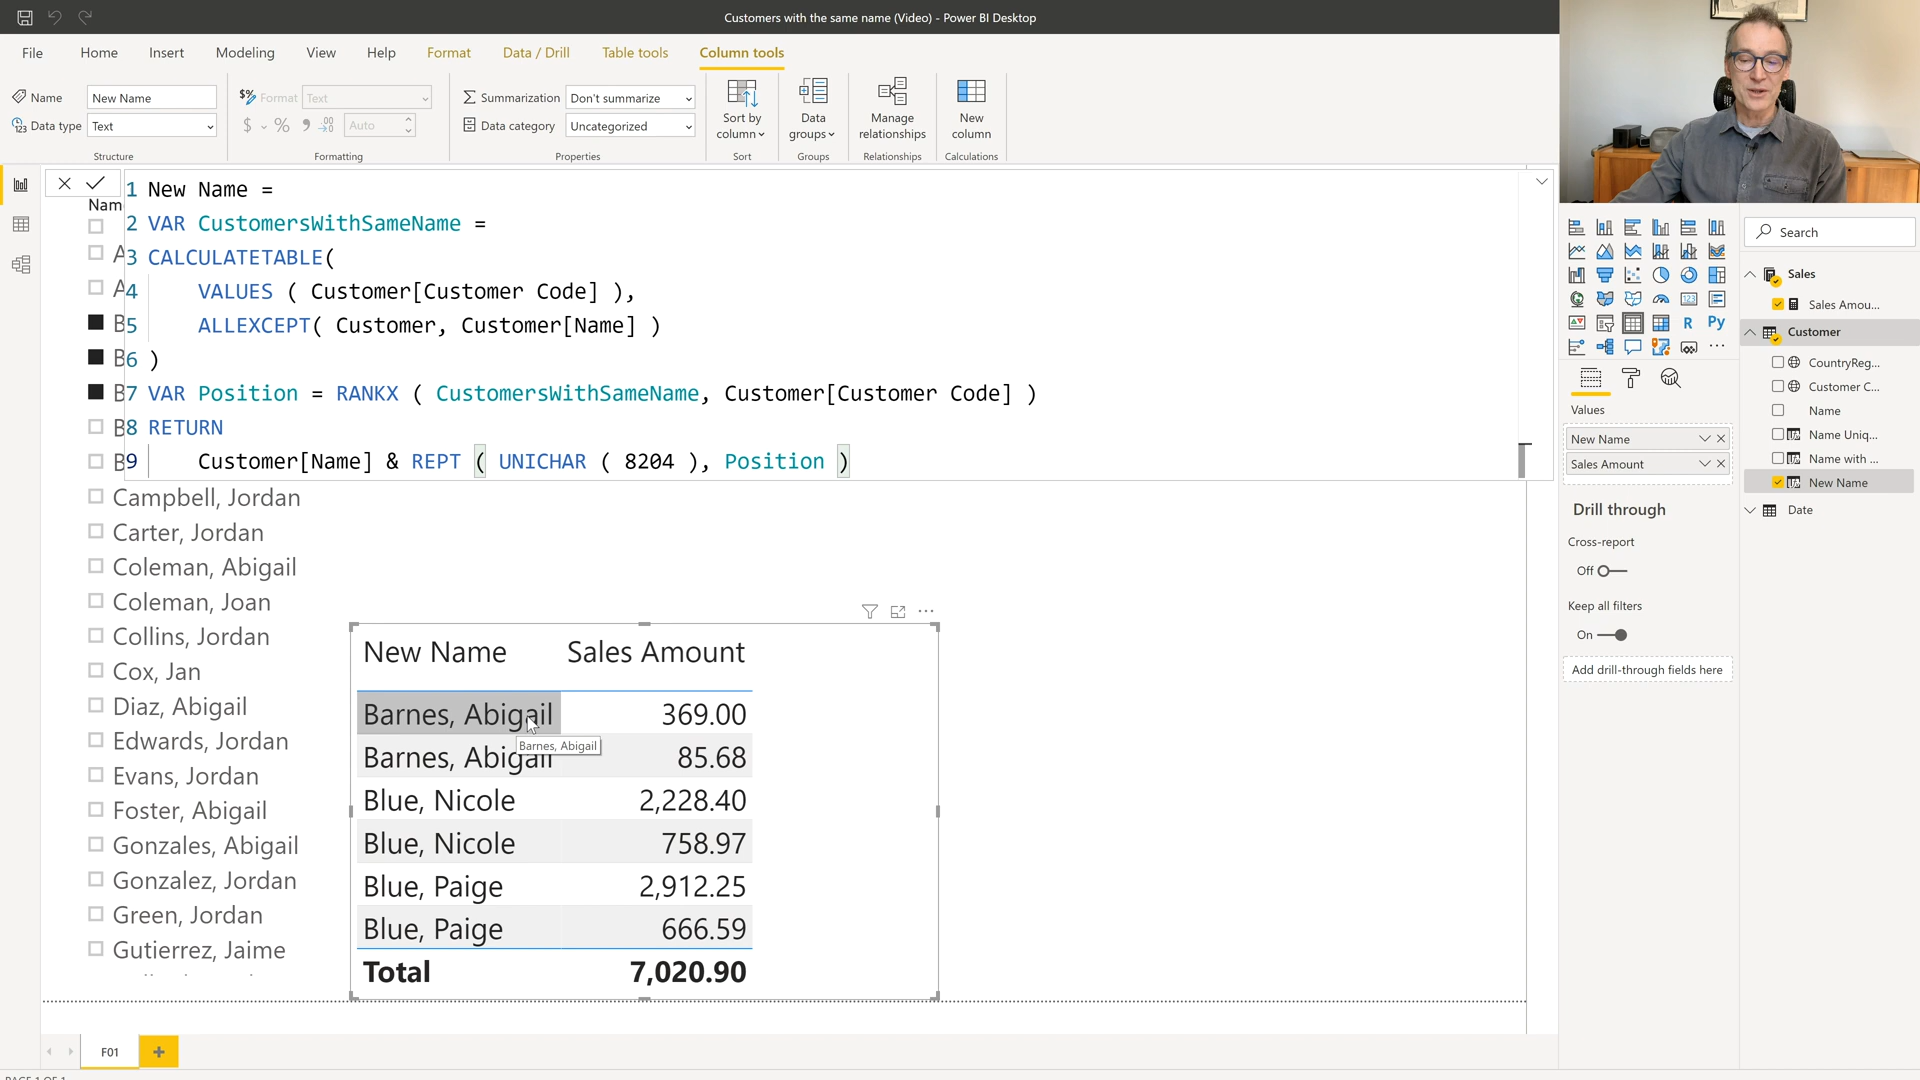 Customers with the same name (Video) - Power BI Desktop
File Home Insert Modeling View Help Format Data / Drill Table tools Column tools
Name New Name
Data type Text
Structure
Format Text
$ % Auto
Formatting
Summarization Don't summarize
Data category Uncategorized
Properties
Sort by column
Sort
Data groups
Groups
Manage relationships
Relationships
New column
Calculations
1 New Name =
2 VAR CustomersWithSameName =
3 CALCULATETABLE(
4 VALUES ( Customer[Customer Code] ),
5 ALLEXCEPT( Customer, Customer[Name] )
6 )
7 VAR Position = RANKX ( CustomersWithSameName, Customer[Customer Code] )
8 RETURN
9 Customer[Name] & REPT ( UNICHAR ( 8204 ), Position )
Nam
A
A
B
B
B
B
B
Campbell, Jordan
Carter, Jordan
Coleman, Abigail
Coleman, Joan
Collins, Jordan
Cox, Jan
Diaz, Abigail
Edwards, Jordan
Evans, Jordan
Foster, Abigail
Gonzales, Abigail
Gonzalez, Jordan
Green, Jordan
Gutierrez, Jaime
New Name Sales Amount
Barnes, Abigail 369.00
Barnes, Abigail
Barnes, Abigail 85.68
Blue, Nicole 2,228.40
Blue, Nicole 758.97
Blue, Paige 2,912.25
Blue, Paige 666.59
Total 7,020.90
F01
PAGE 1 OF 1
R Py
123
Values
New Name
Sales Amount
Drill through
Cross-report
Off
Keep all filters
On
Add drill-through fields here
Search
Sales
Sales Amou...
Customer
CountryReg...
Customer C...
Name
Name Uniq...
Name with ...
New Name
Date